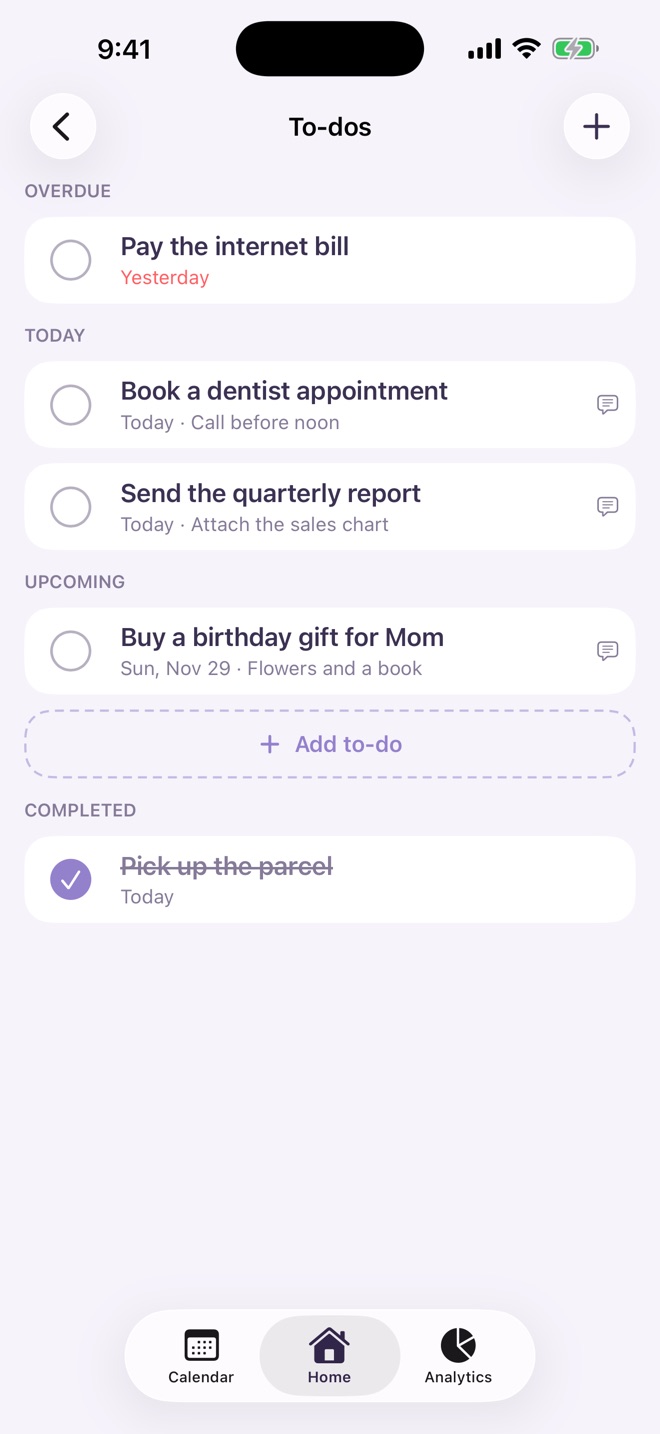 9:41
To-dos
OVERDUE
Pay the internet bill
Yesterday
TODAY
Book a dentist appointment
Today · Call before noon
Send the quarterly report
Today · Attach the sales chart
UPCOMING
Buy a birthday gift for Mom
Sun, Nov 29 · Flowers and a book
Add to-do
COMPLETED
Pick up the parcel
Today
Calendar
Home
Analytics